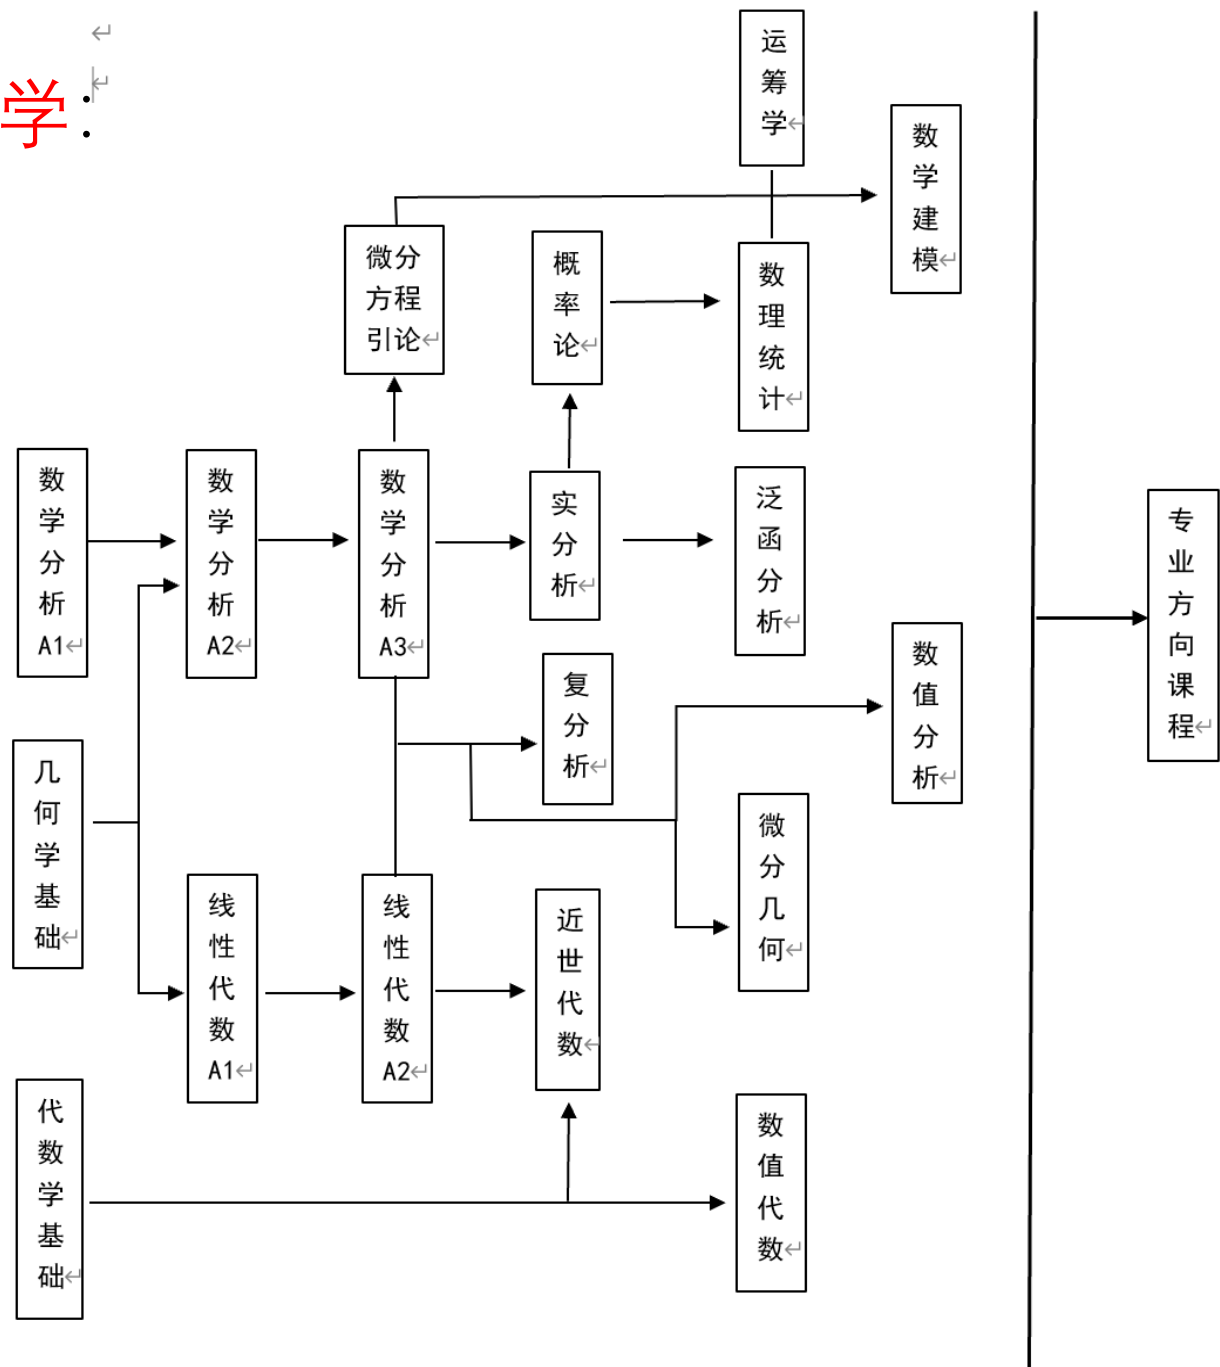 学：
运筹学
数学建模
微分方程引论
概率论
数理统计
数学分析A1
数学分析A2
数学分析A3
实分析
泛函分析
专业方向课程
复分析
数值分析
几何学基础
微分几何
线性代数A1
线性代数A2
近世代数
代数学基础
数值代数